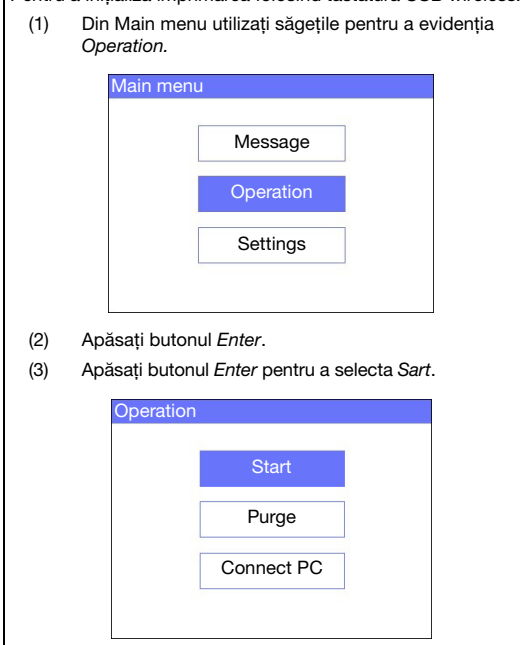 (1) Din Main menu utilizați săgețile pentru a evidenția
Operation.
Main menu
Message
Operation
Settings
(2) Apăsați butonul Enter.
(3) Apăsați butonul Enter pentru a selecta Sart.
Operation
Start
Purge
Connect PC